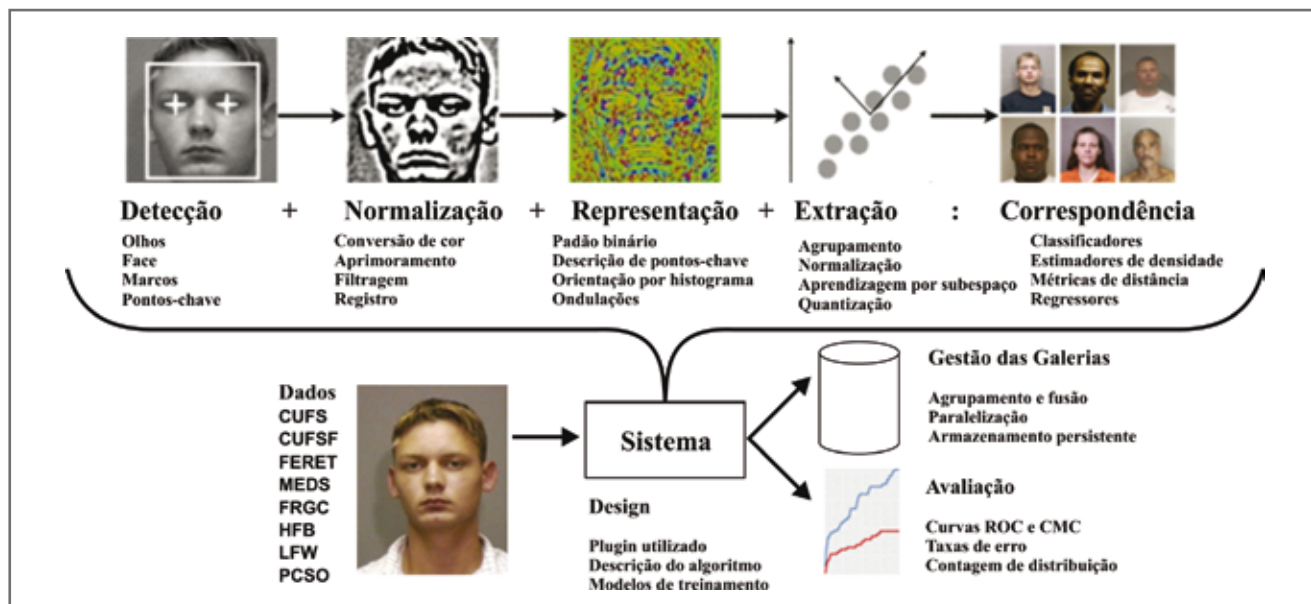 Detecção + Normalização + Representação + Extração : Correspondência
Olhos
Face
Marcos
Pontos-chave
Conversão de cor
Aprimoramento
Filtragem
Registro
Padão binário
Descrição de pontos-chave
Orientação por histograma
Ondulações
Agrupamento
Normalização
Aprendizagem por subespaço
Quantização
Classificadores
Estimadores de densidade
Métricas de distância
Regressores
Dados
CUFS
CUFSF
FERET
MEDS
FRGC
HFB
LFW
PCSO
Sistema
Design
Plugin utilizado
Descrição do algoritmo
Modelos de treinamento
Gestão das Galerias
Agrupamento e fusão
Paralelização
Armazenamento persistente
Avaliação
Curvas ROC e CMC
Taxas de erro
Contagem de distribuição